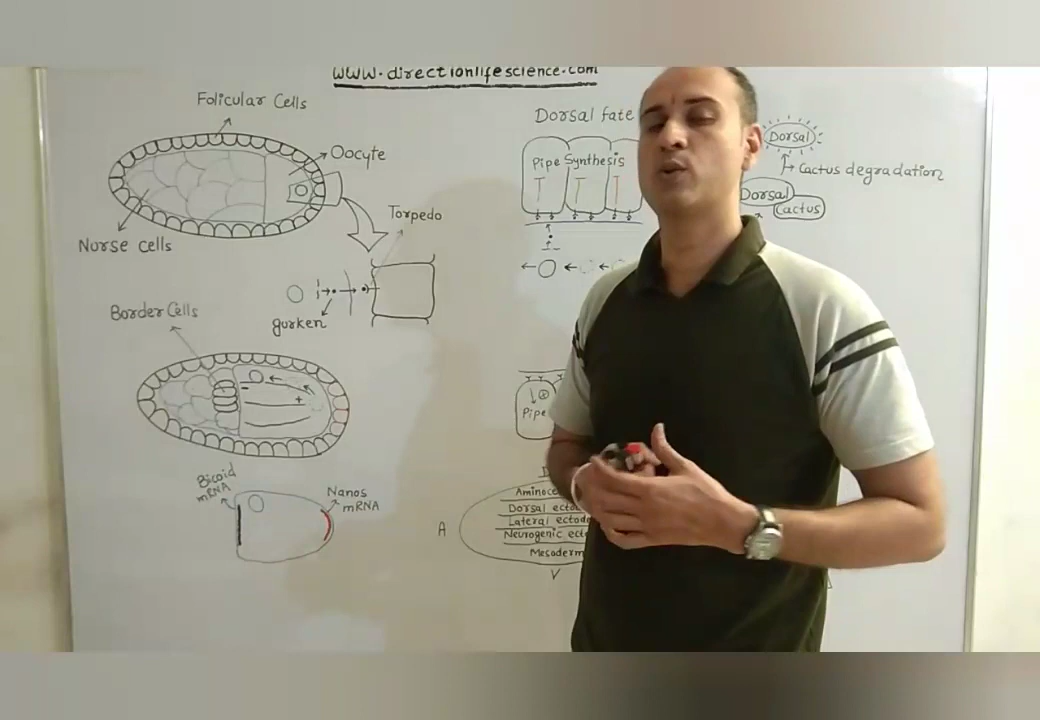 www.directionlifescience.com
Folicular Cells
Oocyte
Nurse cells
Torpedo
gurken
Border Cells
Bicoid
mRNA
Nanos
mRNA
Dorsal fate
Pipe Synthesis
Dorsal
Cactus degradation
Dorsal
Cactus
Pipe
Aminoce
Dorsal ecto
Lateral ectode
Neurogenic ect
Mesoderm
A
V